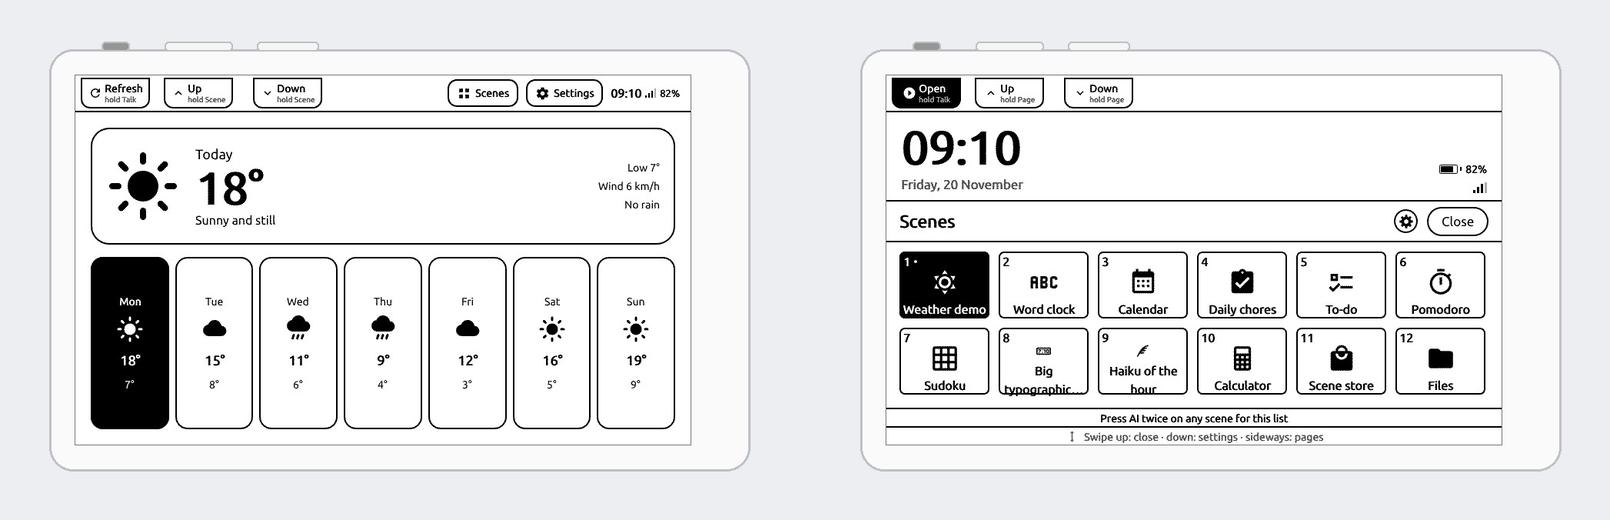 Refresh
hold Talk
Up
hold Scene
Down
hold Scene
Scenes
Settings
09:10
82%
Today
18°
Sunny and still
Low 7°
Wind 6 km/h
No rain
Mon
18°
7°
Tue
15°
8°
Wed
11°
6°
Thu
9°
4°
Fri
12°
3°
Sat
16°
5°
Sun
19°
9°
Open
hold Talk
Up
hold Page
Down
hold Page
09:10
Friday, 20 November
82%
Scenes
Close
1 •
Weather demo
2
ABC
Word clock
3
Calendar
4
Daily chores
5
To-do
6
Pomodoro
7
Sudoku
8
Big
typographic...
9
Haiku of the
hour
10
Calculator
11
Scene store
12
Files
Press AI twice on any scene for this list
Swipe up: close · down: settings · sideways: pages